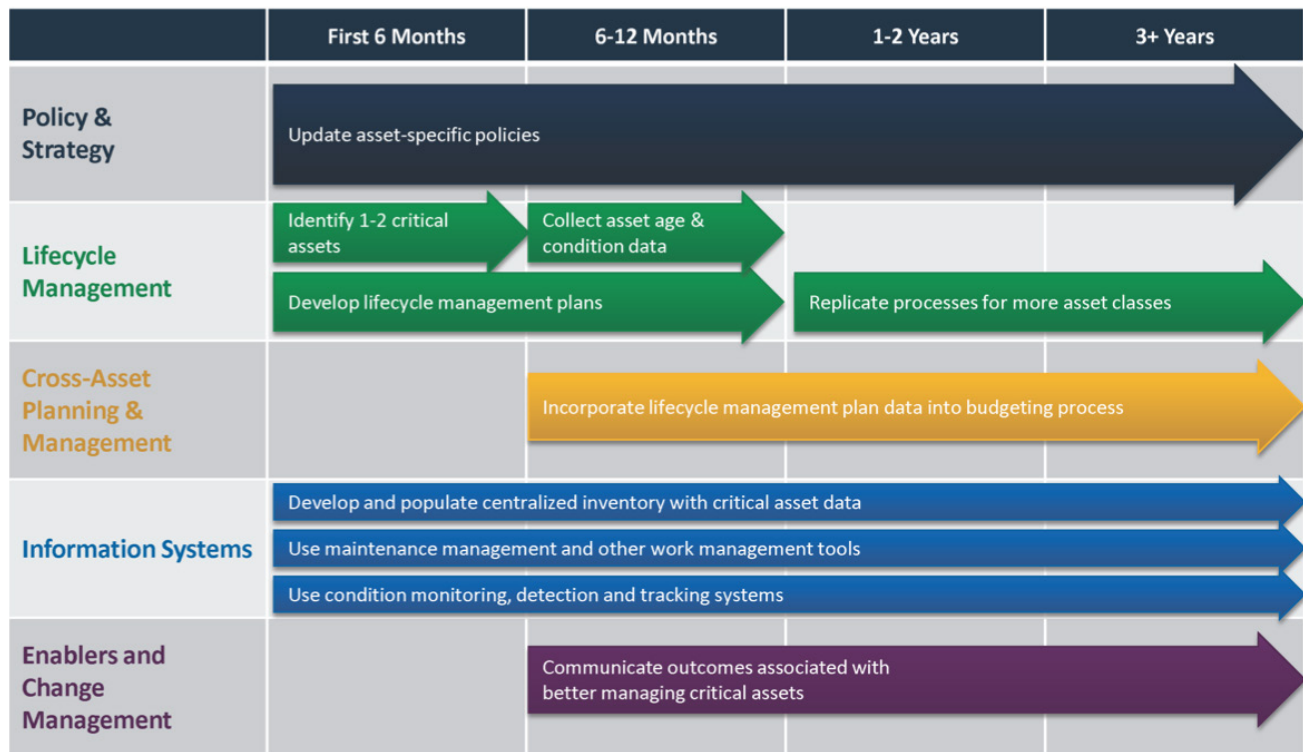 First 6 Months
6-12 Months
1-2 Years
3+ Years
Policy &
Strategy
Update asset-specific policies
Lifecycle
Management
Identify 1-2 critical
assets
Collect asset age &
condition data
Develop lifecycle management plans
Replicate processes for more asset classes
Cross-Asset
Planning &
Management
Incorporate lifecycle management plan data into budgeting process
Information Systems
Develop and populate centralized inventory with critical asset data
Use maintenance management and other work management tools
Use condition monitoring, detection and tracking systems
Enablers and
Change
Management
Communicate outcomes associated with
better managing critical assets